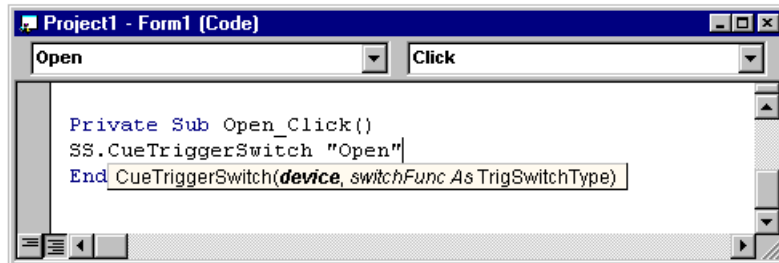 Project1 - Form1 (Code)
Open Click
Private Sub Open_Click()
SS.CueTriggerSwitch "Open"
End CueTriggerSwitch(device, switchFunc As TrigSwitchType)